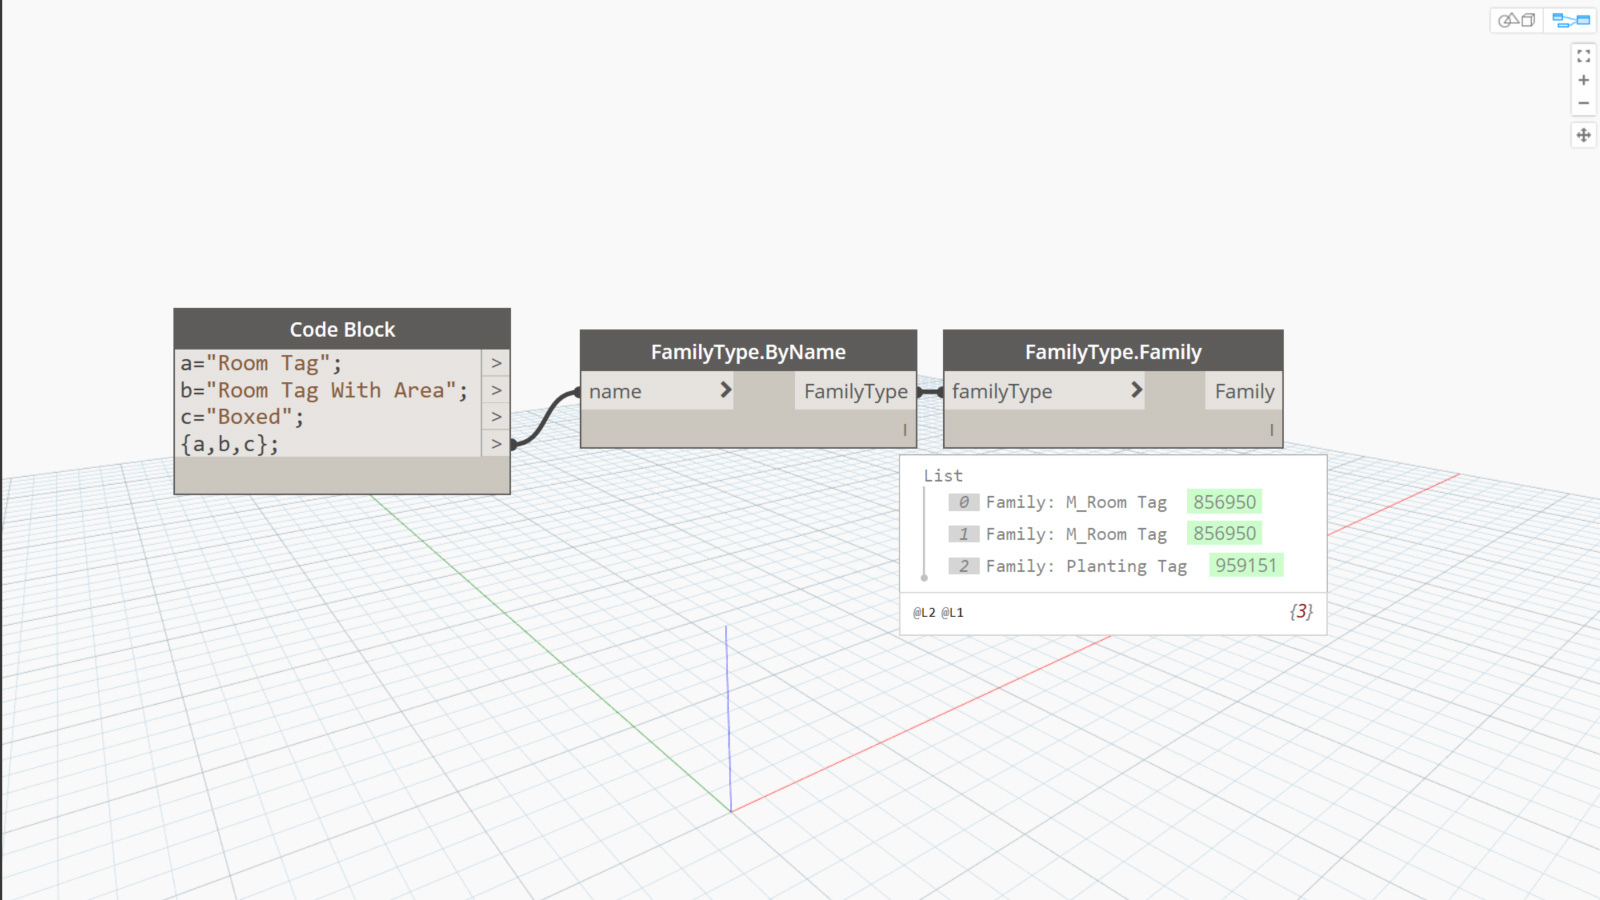 Code Block
a="Room Tag"; >
b="Room Tag With Area"; >
c="Boxed"; >
{a,b,c}; >
FamilyType.ByName
name > FamilyType
l
FamilyType.Family
familyType > Family
l
List
0 Family: M_Room Tag 856950
1 Family: M_Room Tag 856950
2 Family: Planting Tag 959151
@L2 @L1 {3}